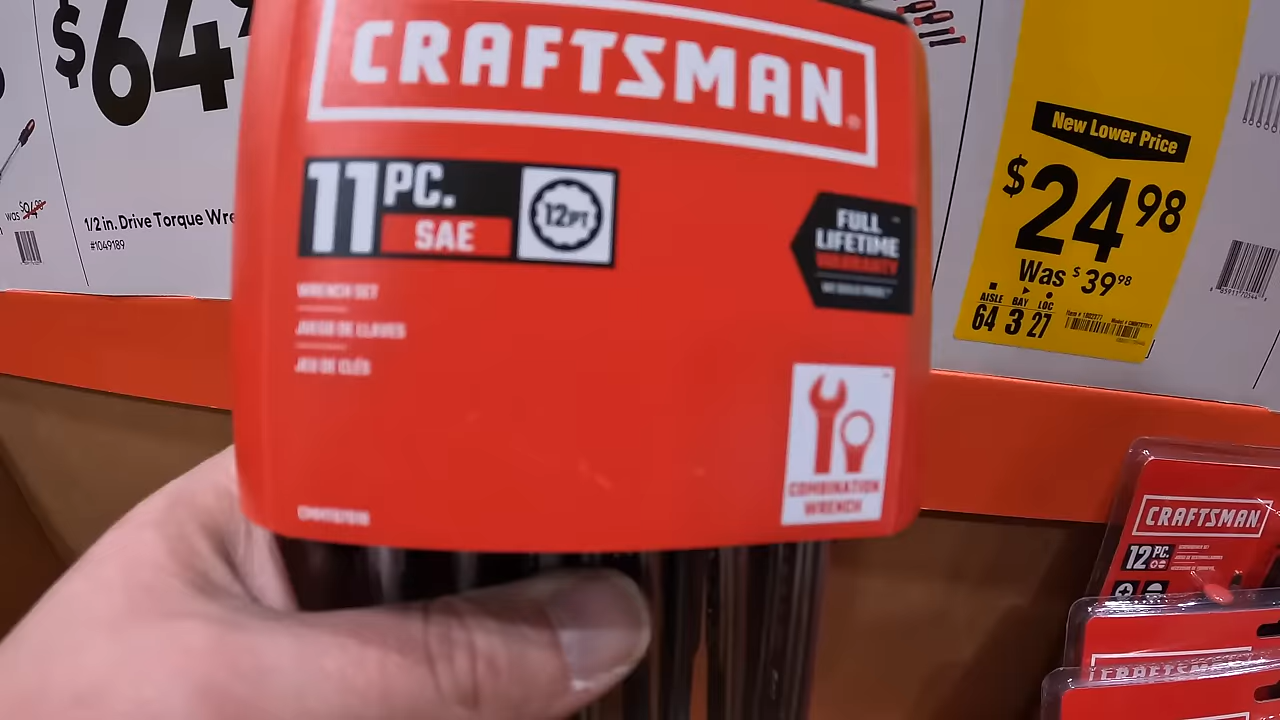 $64
was
1/2 in. Drive Torque Wre
#1049189
CRAFTSMAN
11 PC.
SAE
12PT
FULL
LIFETIME
WARRANTY
WRENCH SET
JUEGO DE LLAVES
JEU DE CLÉS
COMBINATION
WRENCH
New Lower Price
$24.98
Was $39.98
AISLE BAY LOC
64 3 27
CRAFTSMAN
12 PC.
CRAFTSMAN